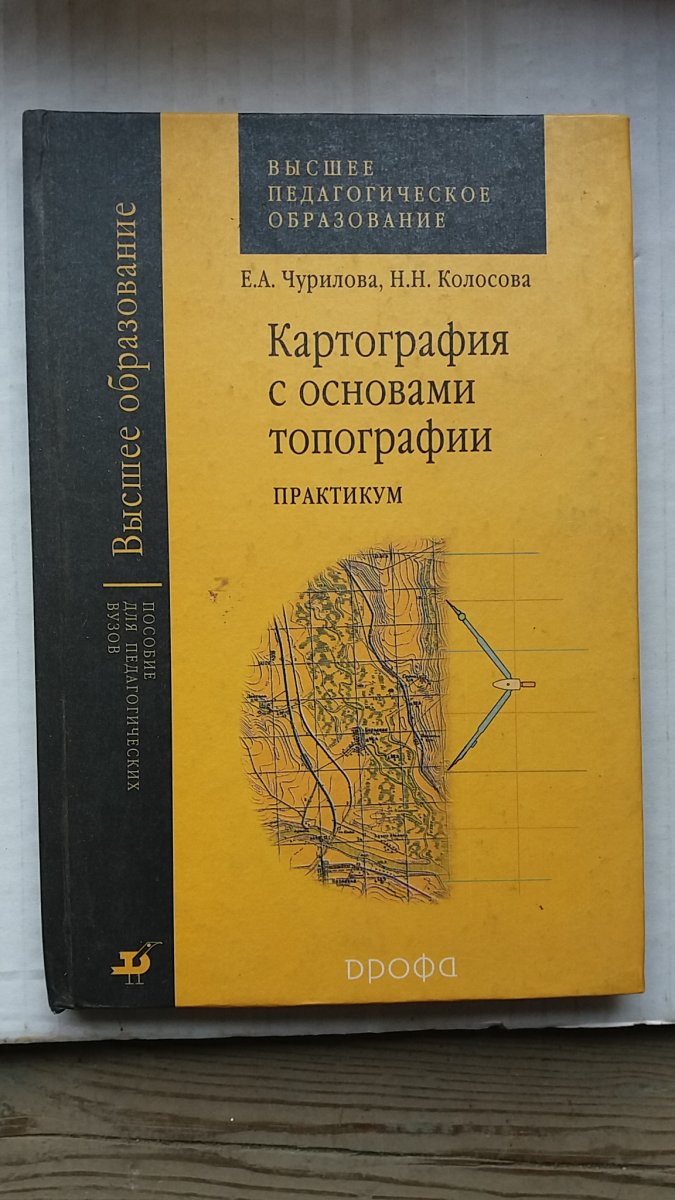 ВЫСШЕЕ
ПЕДАГОГИЧЕСКОЕ
ОБРАЗОВАНИЕ
Е.А. Чурилова, Н.Н. Колосова
Картография
с основами
топографии
ПРАКТИКУМ
дрофа
Высшее образование
ПОСОБИЕ
ДЛЯ ПЕДАГОГИЧЕСКИХ
ВУЗОВ